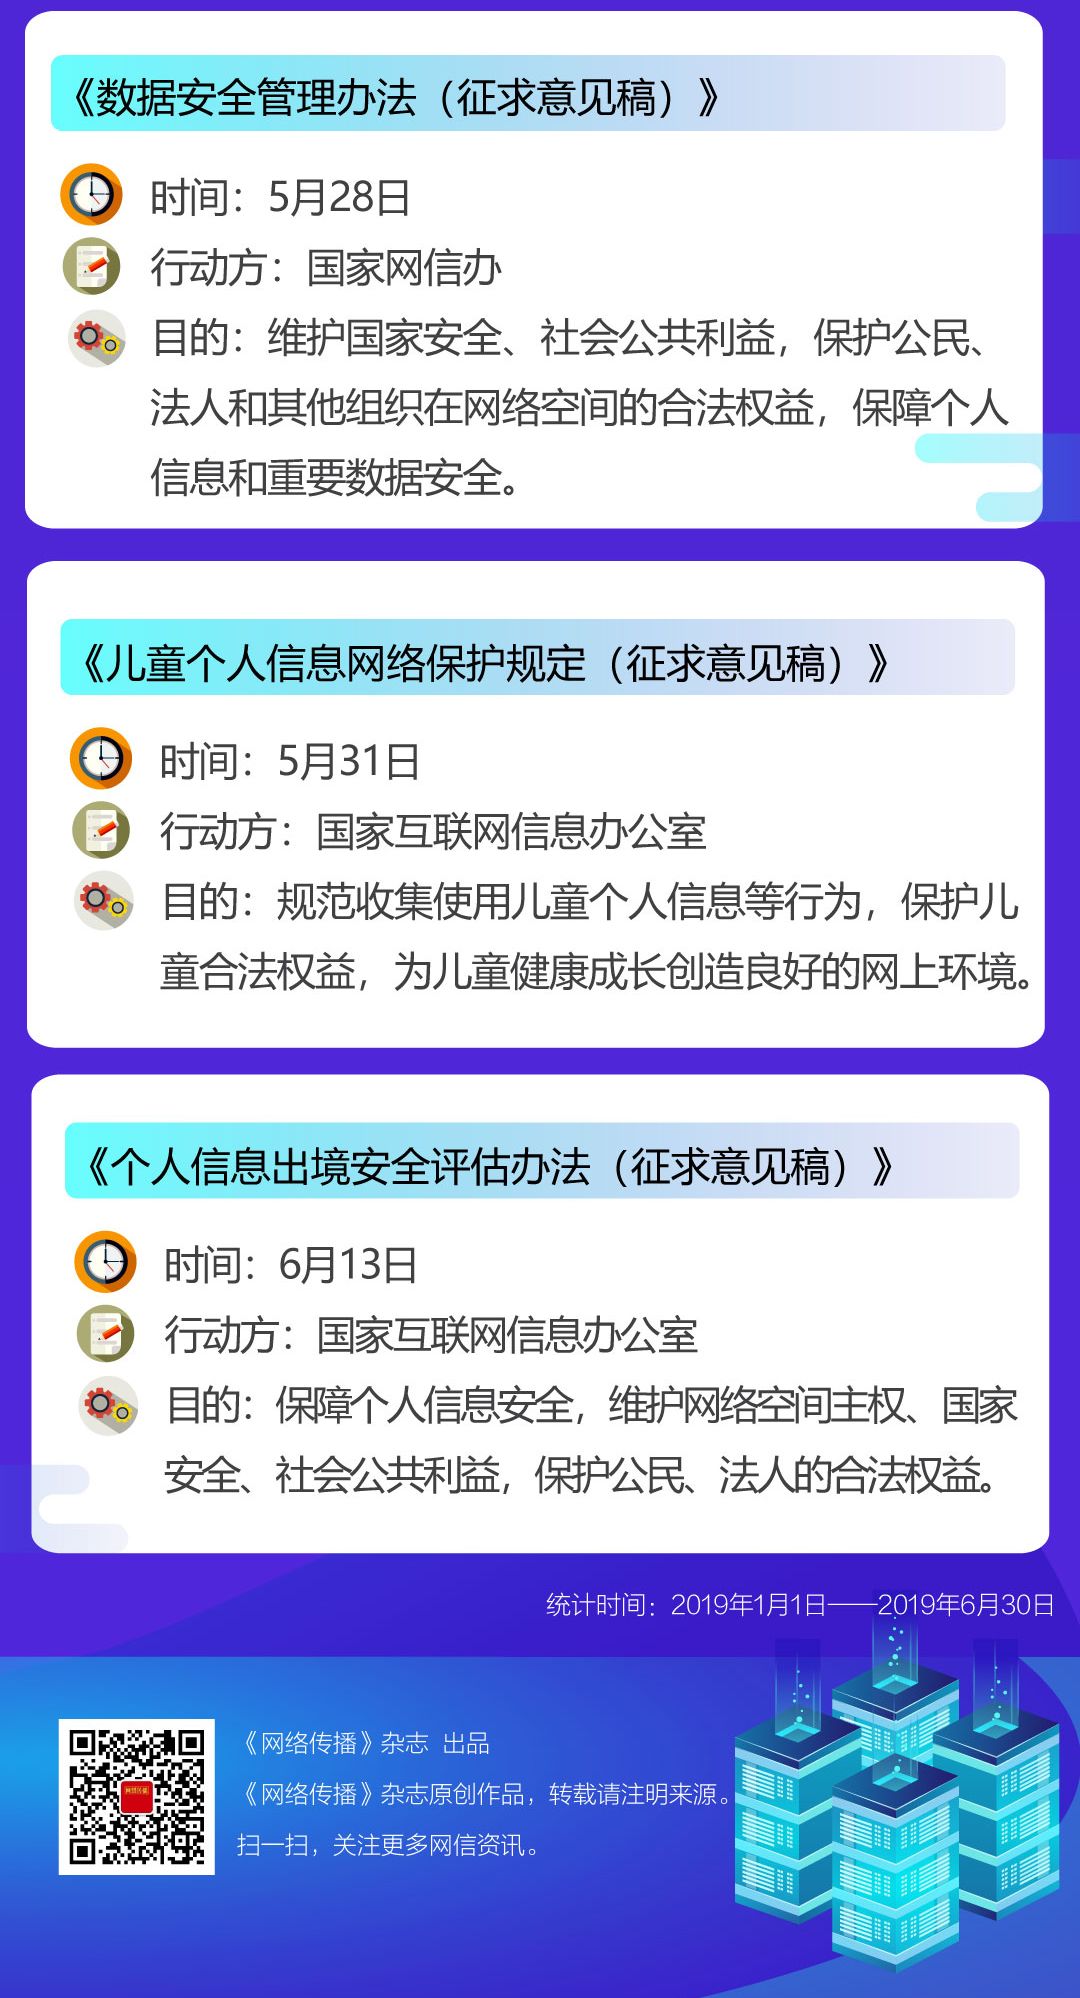 《数据安全管理办法（征求意见稿）》
时间：5月28日
行动方：国家网信办
目的：维护国家安全、社会公共利益，保护公民、
法人和其他组织在网络空间的合法权益，保障个人
信息和重要数据安全。
《儿童个人信息网络保护规定（征求意见稿）》
时间：5月31日
行动方：国家互联网信息办公室
目的：规范收集使用儿童个人信息等行为，保护儿
童合法权益，为儿童健康成长创造良好的网上环境。
《个人信息出境安全评估办法（征求意见稿）》
时间：6月13日
行动方：国家互联网信息办公室
目的：保障个人信息安全，维护网络空间主权、国家
安全、社会公共利益，保护公民、法人的合法权益。
统计时间：2019年1月1日——2019年6月30日
《网络传播》杂志 出品
《网络传播》杂志原创作品，转载请注明来源。
扫一扫，关注更多网信资讯。
网络传播